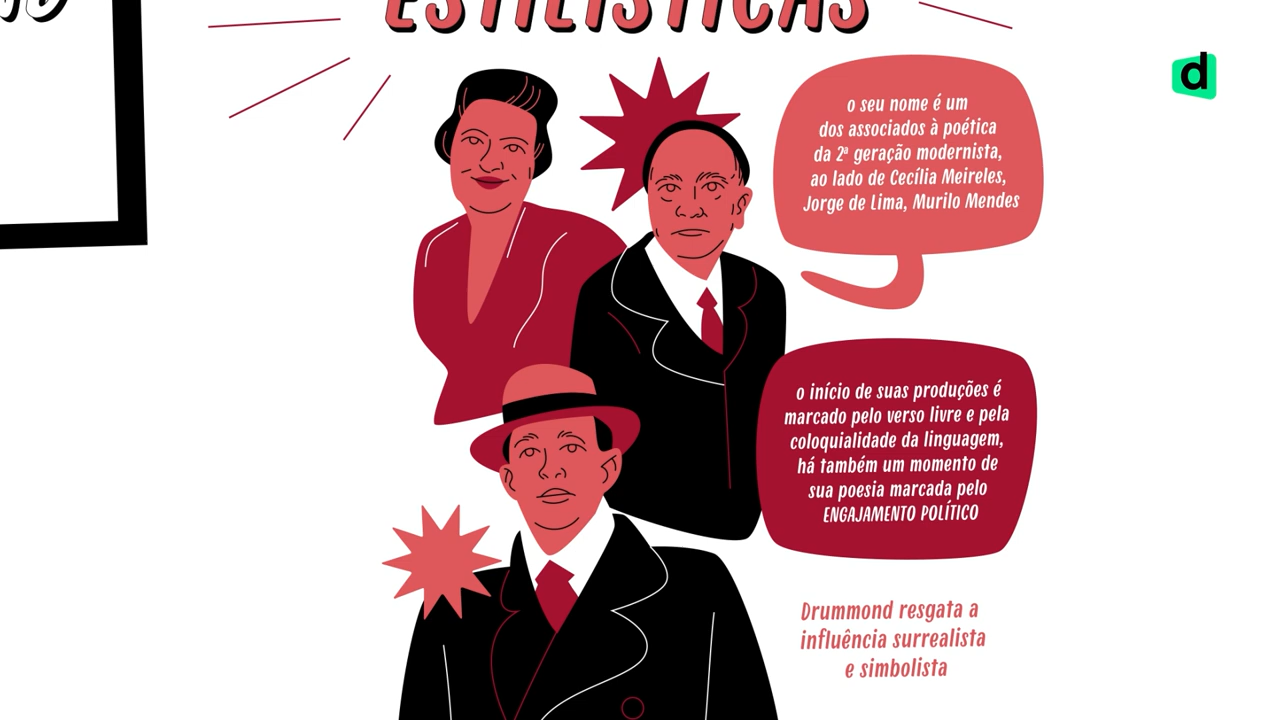 ESTILÍSTICAS
d
o seu nome é um
dos associados à poética
da 2ª geração modernista,
ao lado de Cecília Meireles,
Jorge de Lima, Murilo Mendes
o início de suas produções é
marcado pelo verso livre e pela
coloquialidade da linguagem,
há também um momento de
sua poesia marcada pelo
ENGAJAMENTO POLÍTICO
Drummond resgata a
influência surrealista
e simbolista